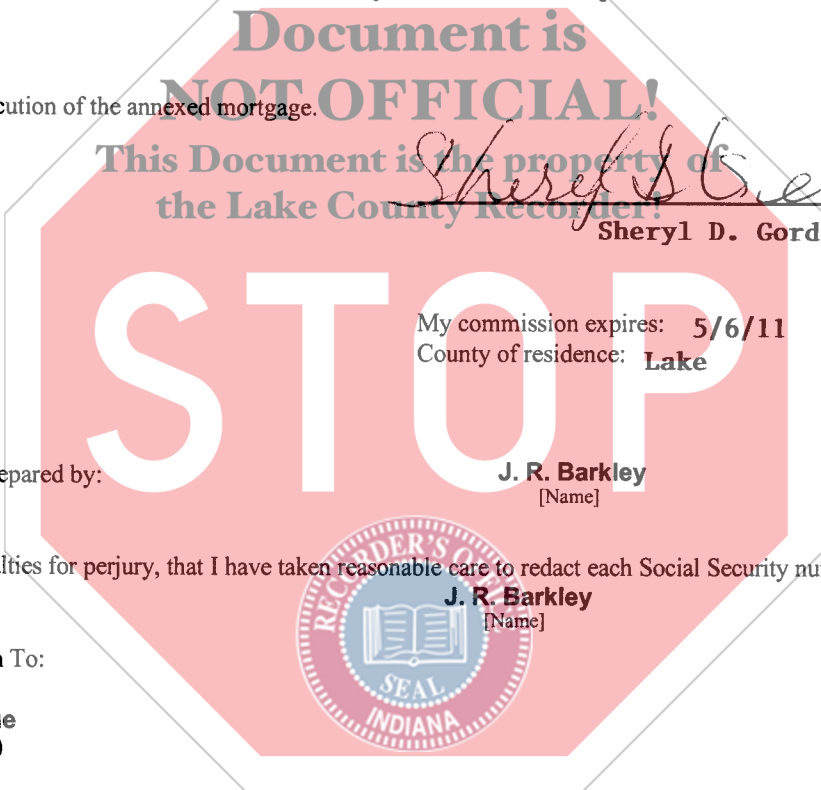 Document is
NOT OFFICIAL!
cution of the annexed mortgage.
This Document is the property of
the Lake County Recorder!
Sheryl D. Gord
STOP
My commission expires: 5/6/11
County of residence: Lake
epared by: J. R. Barkley
[Name]
lties for perjury, that I have taken reasonable care to redact each Social Security nu
J. R. Barkley
[Name]
RECORDER'S OFFICE
SEAL
INDIANA
To:
e
)